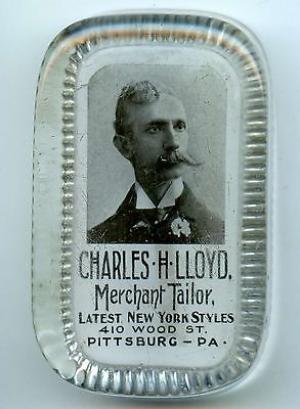 CHARLES·H·LLOYD.
Merchant Tailor,
LATEST NEW YORK STYLES
410 WOOD ST.
PITTSBURG - PA.